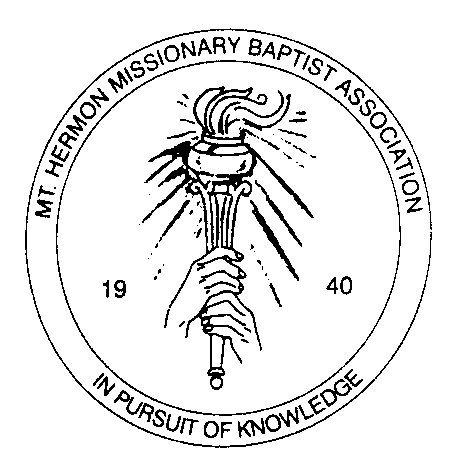 MT. HERMON MISSIONARY BAPTIST ASSOCIATION
19 40
IN PURSUIT OF KNOWLEDGE